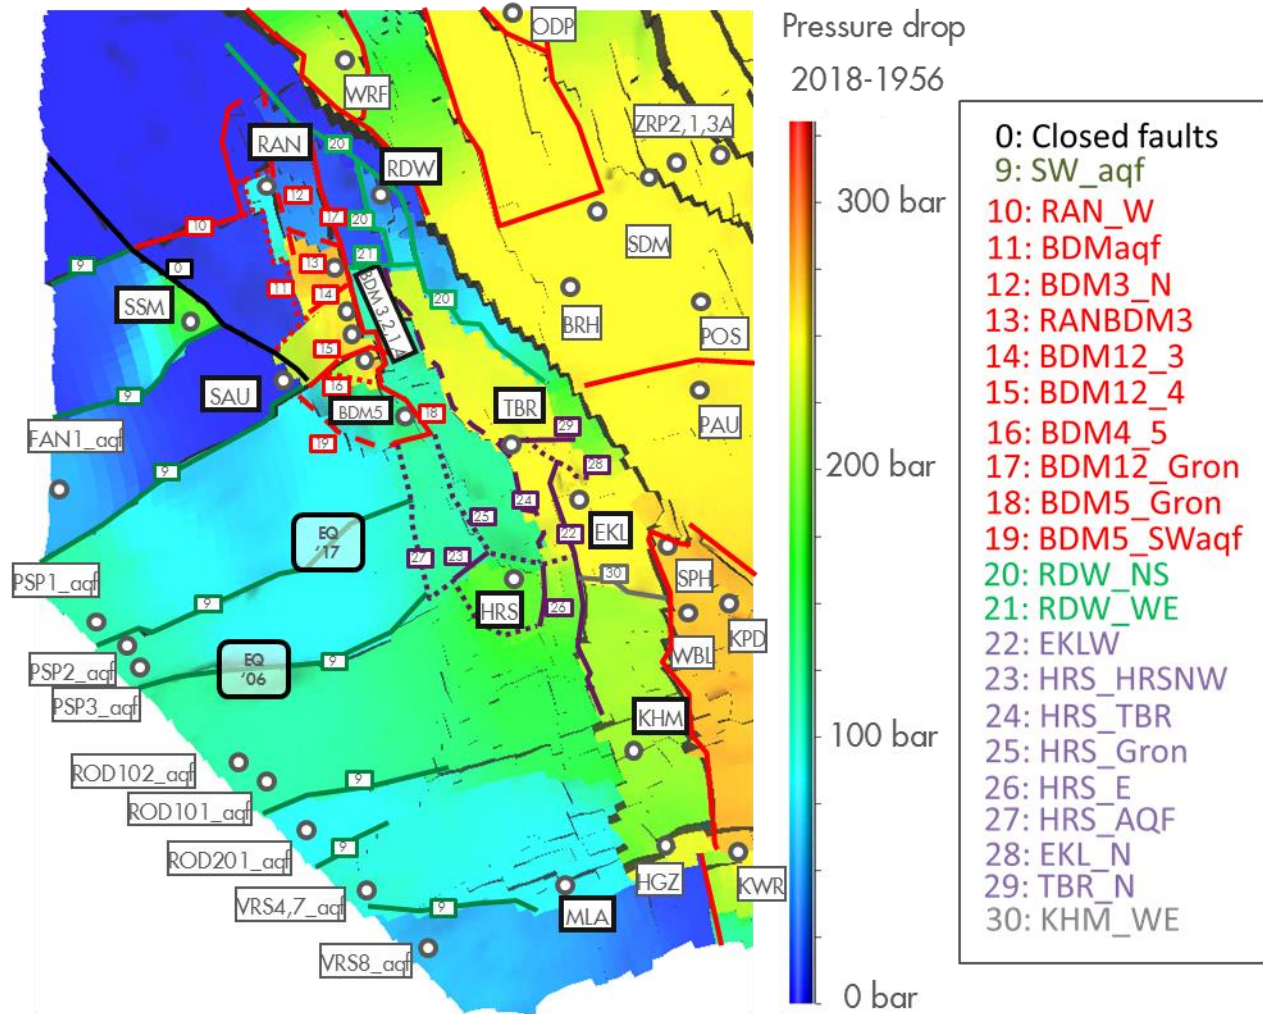 Pressure drop
2018-1956
300 bar
200 bar
100 bar
0 bar
0: Closed faults
9: SW_aqf
10: RAN_W
11: BDMaqf
12: BDM3_N
13: RANBDM3
14: BDM12_3
15: BDM12_4
16: BDM4_5
17: BDM12_Gron
18: BDM5_Gron
19: BDM5_SWaqf
20: RDW_NS
21: RDW_WE
22: EKLW
23: HRS_HRSNW
24: HRS_TBR
25: HRS_Gron
26: HRS_E
27: HRS_AQF
28: EKL_N
29: TBR_N
30: KHM_WE
ODP
WRF
ZRP2,1,3A
RAN
20
RDW
12
17
20
10
SDM
21
9
0
13
11
14
BDM 3,2,1,4
20
SSM
BRH
POS
15
SAU
16
9
BDM5
18
TBR
PAU
FAN1_aqf
19
29
9
28
24
25
EQ
'17
EKL
22
27
23
PSP1_aqf
30
SPH
9
HRS
26
KPD
WBL
PSP2_aqf
EQ
'06
9
PSP3_aqf
KHM
ROD102_aqf
9
ROD101_aqf
9
ROD201_aqf
HGZ
KWR
VRS4,7_aqf
9
MLA
VRS8_aqf